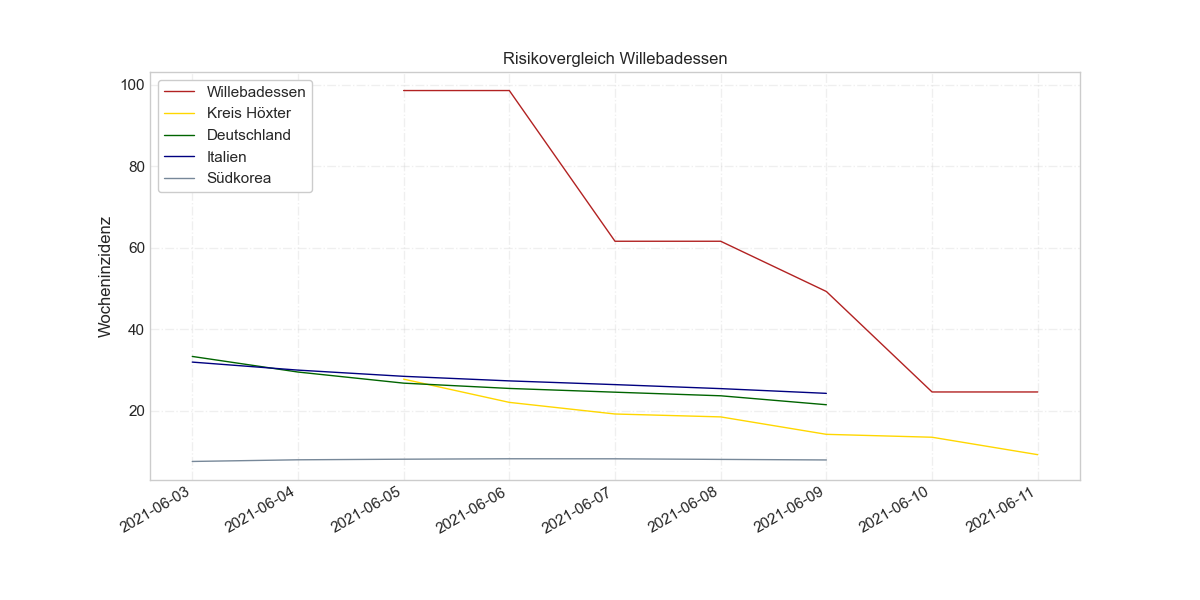 Risikovergleich Willebadessen
Wocheninzidenz
100
80
60
40
20
Willebadessen
Kreis Höxter
Deutschland
Italien
Südkorea
2021-06-03
2021-06-04
2021-06-05
2021-06-06
2021-06-07
2021-06-08
2021-06-09
2021-06-10
2021-06-11